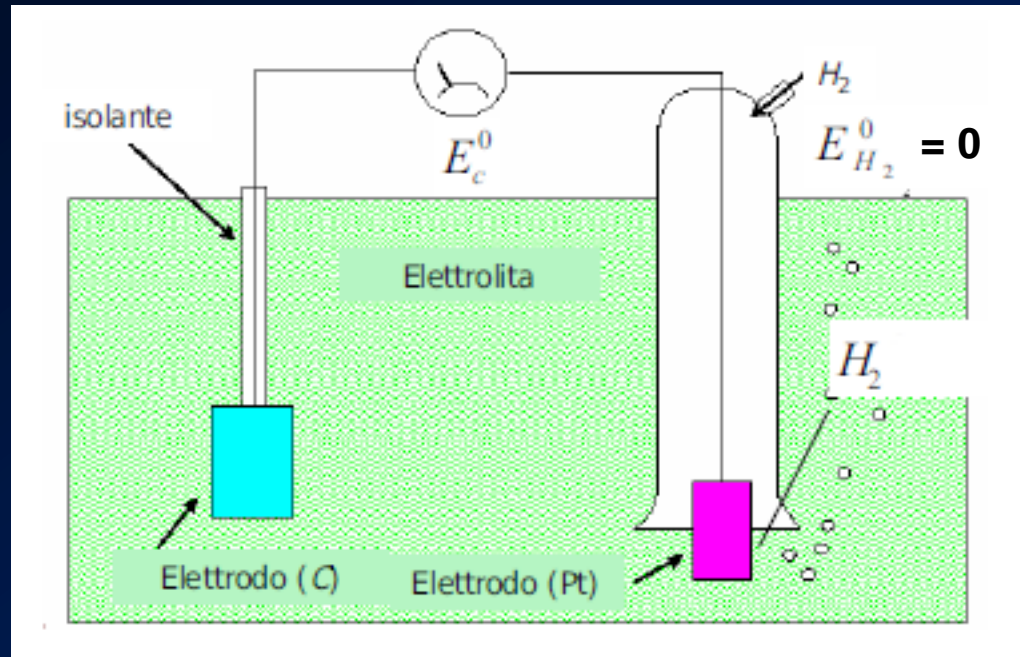 H₂
isolante
E⁰c
E⁰H₂ = 0
Elettrolita
H₂
Elettrodo (C)
Elettrodo (Pt)